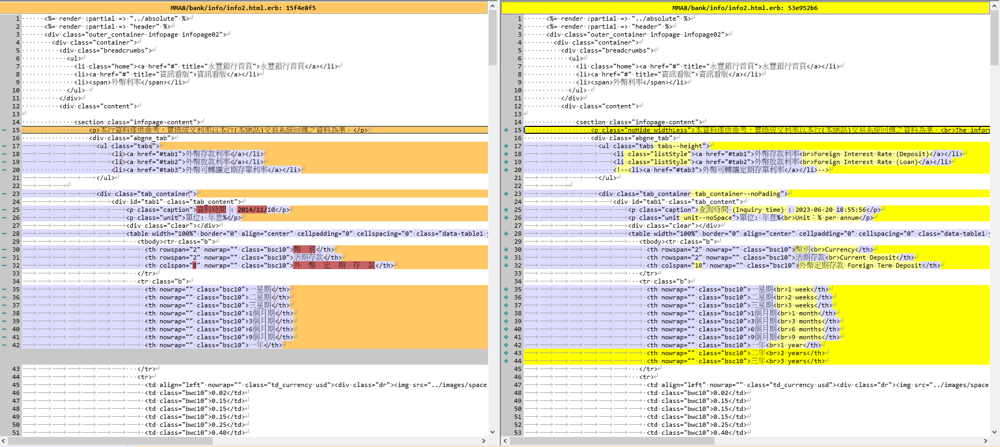 MMA8/bank/info/info2.html.erb: 15f4e8f5
1 <%= render :partial => "../absolute" %>
2 <%= render :partial => "header" %>
3 <div class="outer_container infopage infopage02">
4 <div class="container">
5 <div class="breadcrumbs">
6 <ul>
7 <li class="home"><a href="#" title="永豐銀行首頁">永豐銀行首頁</a></li>
8 <li><a href="#" title="資訊看版">資訊看版</a></li>
9 <li><span>外幣利率</span></li>
10 </ul>
11 </div>
12 <div class="content">
13
14 <section class="infopage-content">
15 <p>本行資料僅供參考，實際成交利率以本行(本網站)交易系統回傳之資料為準。</p>
16 <div class="abgne_tab">
17 <ul class="tabs">
18 <li><a href="#tab1">外幣存款利率</a></li>
19 <li><a href="#tab2">外幣放款利率</a></li>
20 <li><a href="#tab3">外幣可轉讓定期存單利率</a></li>
21 </ul>
22
23 <div class="tab_container">
24 <div id="tab1" class="tab_content">
25 <p class="caption">資料時間 : 2014/11/10</p>
26 <p class="unit">單位: 年息%</p>
27 <div class="clear"></div>
28 <table width="100%" border="0" align="center" cellpadding="0" cellspacing="0" class="data-table1 y
29 <tbody><tr class="b">
30 <th rowspan="2" nowrap="" class="bsc10">幣　別</th>
31 <th rowspan="2" nowrap="" class="bsc10">活期存款</th>
32 <th colspan="8" nowrap="" class="bsc10">外　幣　定　期　存　款</th>
33 </tr>
34 <tr class="b">
35 <th nowrap="" class="bsc10">一星期</th>
36 <th nowrap="" class="bsc10">二星期</th>
37 <th nowrap="" class="bsc10">三星期</th>
38 <th nowrap="" class="bsc10">1個月期</th>
39 <th nowrap="" class="bsc10">3個月期</th>
40 <th nowrap="" class="bsc10">6個月期</th>
41 <th nowrap="" class="bsc10">9個月期</th>
42 <th nowrap="" class="bsc10">一年</th>
43 </tr>
44 <tr>
45 <td align="left" nowrap="" class="td_currency usd"><div class="dr"><img src="../images/space
46 <td class="bwc10">0.02</td>
47 <td class="bwc10">0.15</td>
48 <td class="bwc10">0.15</td>
49 <td class="bwc10">0.15</td>
50 <td class="bwc10">0.25</td>
51 <td class="bwc10">0.40</td>
MMA8/bank/info/info2.html.erb: 53e952b6
1 <%= render :partial => "../absolute" %>
2 <%= render :partial => "header" %>
3 <div class="outer_container infopage infopage02">
4 <div class="container">
5 <div class="breadcrumbs">
6 <ul>
7 <li class="home"><a href="#" title="永豐銀行首頁">永豐銀行首頁</a></li>
8 <li><a href="#" title="資訊看版">資訊看版</a></li>
9 <li><span>外幣利率</span></li>
10 </ul>
11 </div>
12 <div class="content">
13
14 <section class="infopage-content">
15 <p class="noHide widthLess">本資料僅供參考，實際成交利率以本行(本網站)交易系統回傳之資料為準。<br>The infor
16 <div class="abgne_tab">
17 <ul class="tabs tabs--height">
18 <li class="listStyle"><a href="#tab1">外幣存款利率<br>Foreign Interest Rate (Deposit)</a></li>
19 <li class="listStyle"><a href="#tab2">外幣放款利率<br>Foreign Interest Rate (Loan)</a></li>
20 <!--<li><a href="#tab3">外幣可轉讓定期存單利率</a></li>-->
21 </ul>
22
23 <div class="tab_container tab_container--noPading">
24 <div id="tab1" class="tab_content">
25 <p class="caption">查詢時間 (Inquiry time) : 2023-06-20 10:55:56</p>
26 <p class="unit unit--noSpace">單位: 年息%<br>Unit：% per annum</p>
27 <div class="clear"></div>
28 <table width="100%" border="0" align="center" cellpadding="0" cellspacing="0" class="data-table1 y
29 <tbody><tr class="b">
30 <th rowspan="2" nowrap="" class="bsc10">幣別<br>Currency</th>
31 <th rowspan="2" nowrap="" class="bsc10">活期存款<br>Current Deposit</th>
32 <th colspan="10" nowrap="" class="bsc10">外幣定期存款 Foreign Term Deposit</th>
33 </tr>
34 <tr class="b">
35 <th nowrap="" class="bsc10">一星期<br>1 week</th>
36 <th nowrap="" class="bsc10">二星期<br>2 weeks</th>
37 <th nowrap="" class="bsc10">三星期<br>3 weeks</th>
38 <th nowrap="" class="bsc10">1個月期<br>1 month</th>
39 <th nowrap="" class="bsc10">3個月期<br>3 months</th>
40 <th nowrap="" class="bsc10">6個月期<br>6 months</th>
41 <th nowrap="" class="bsc10">9個月期<br>9 months</th>
42 <th nowrap="" class="bsc10">一年<br>1 year</th>
43 <th nowrap="" class="bsc10">二年<br>2 years</th>
44 <th nowrap="" class="bsc10">三年<br>3 years</th>
45 </tr>
46 <tr>
47 <td align="left" nowrap="" class="td_currency usd"><div class="dr"><img src="../images/space
48 <td class="bwc10">0.02</td>
49 <td class="bwc10">0.15</td>
50 <td class="bwc10">0.15</td>
51 <td class="bwc10">0.15</td>
52 <td class="bwc10">0.25</td>
53 <td class="bwc10">0.40</td>